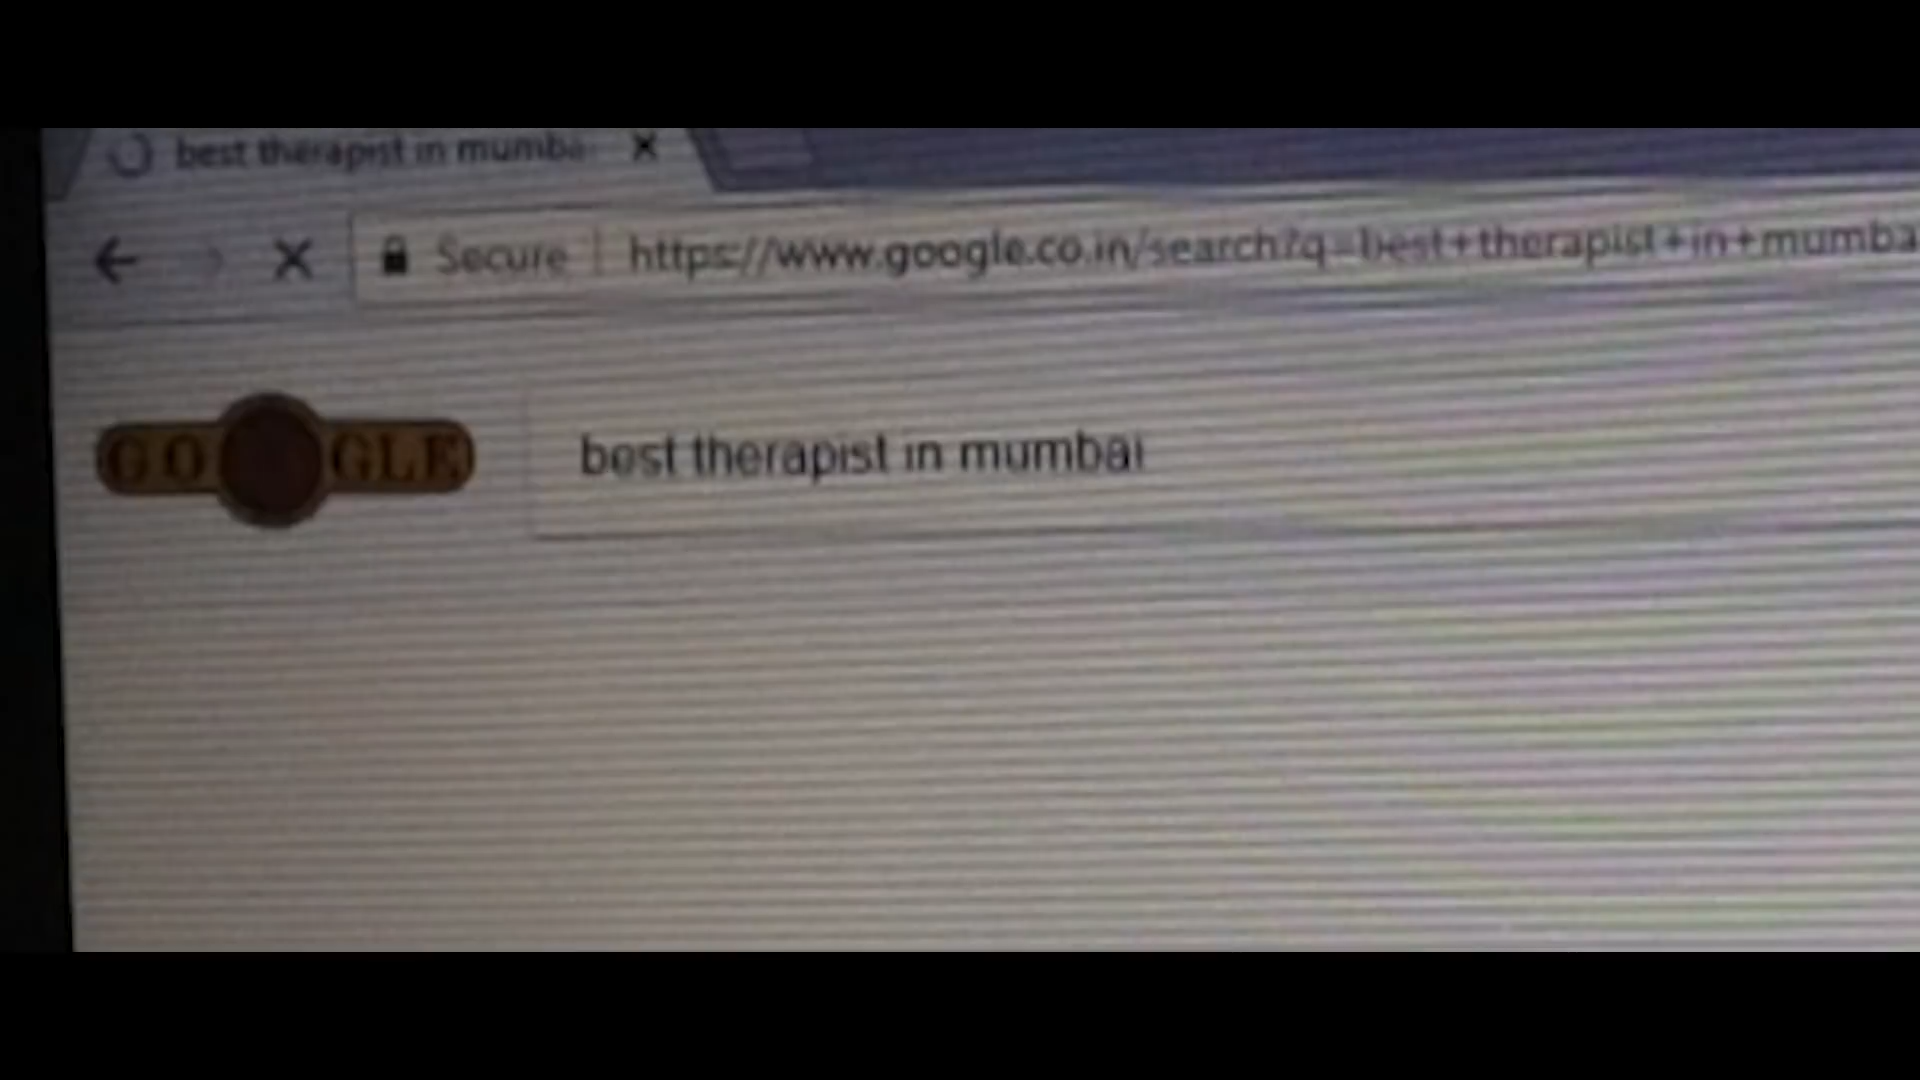 best therapist in mumba
Secure https://www.google.co.in/search?q=best+therapist+in+mumba
GO GLE
best therapist in mumbai